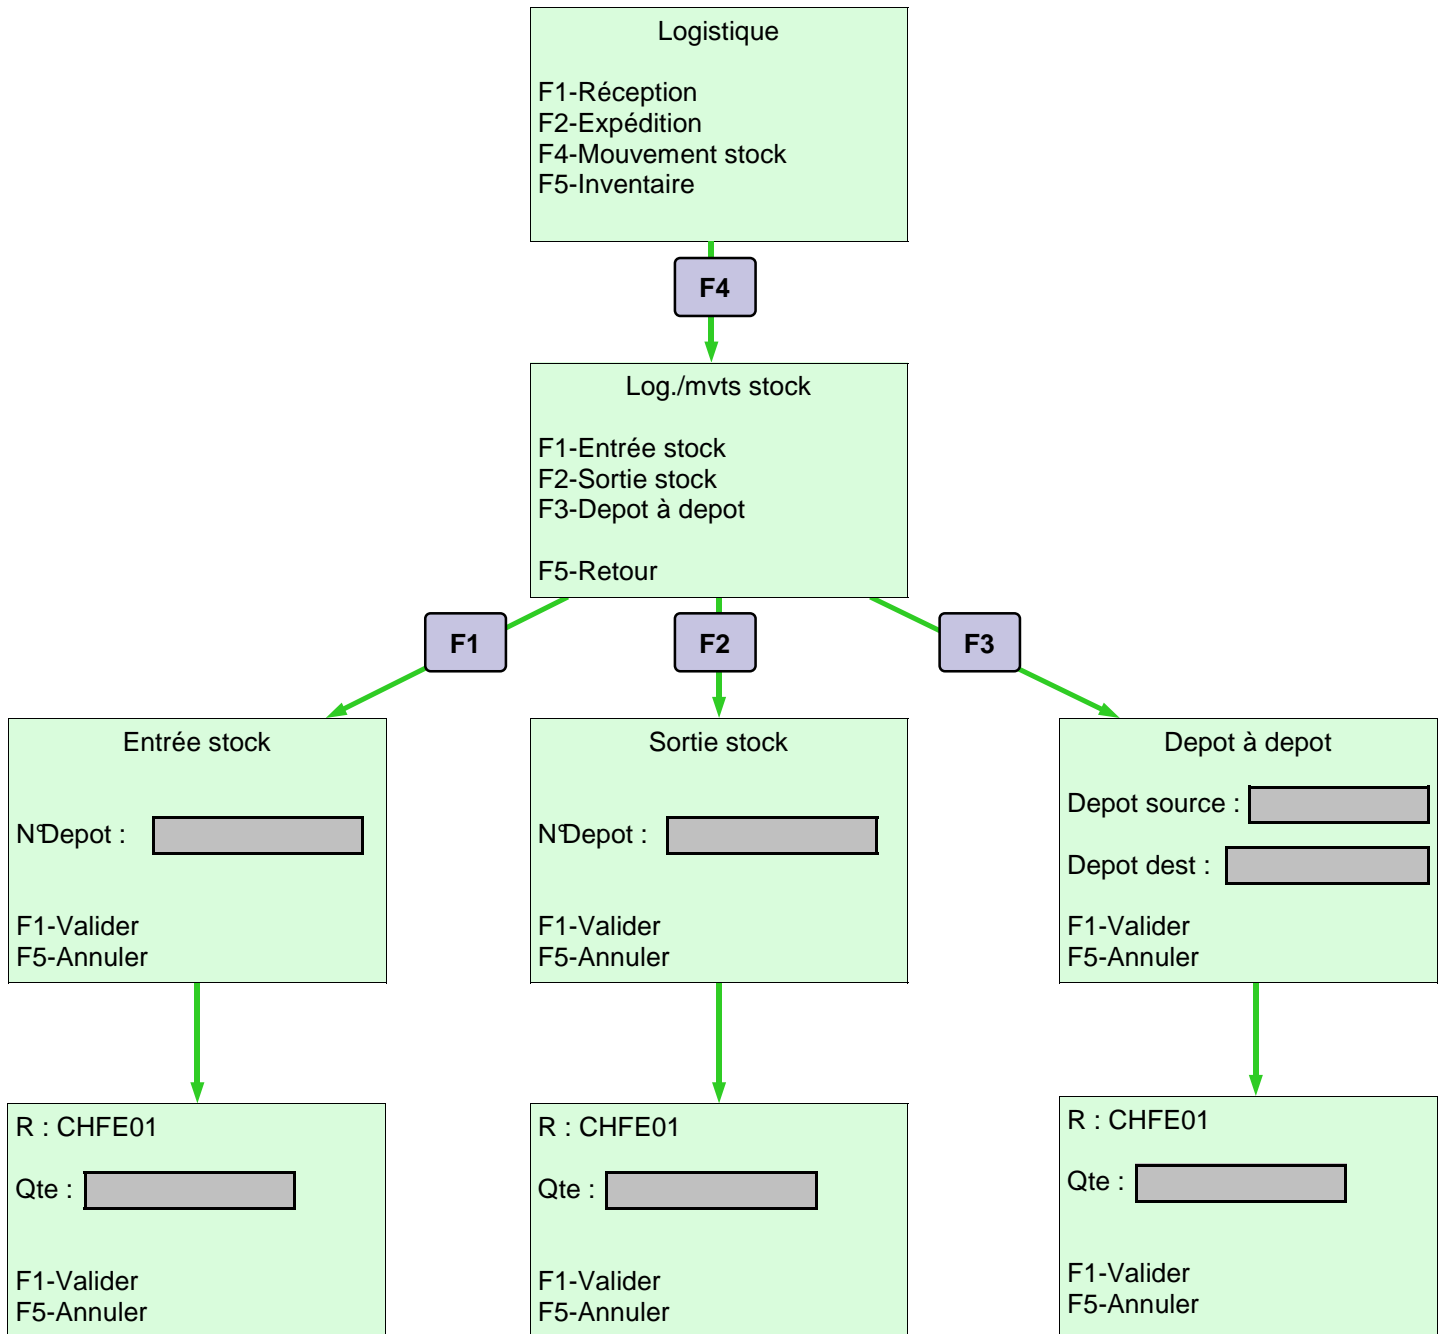 Logistique
F1-Réception
F2-Expédition
F4-Mouvement stock
F5-Inventaire
F4
Log./mvts stock
F1-Entrée stock
F2-Sortie stock
F3-Depot à depot
F5-Retour
F1
F2
F3
Entrée stock
N°Depot :
F1-Valider
F5-Annuler
Sortie stock
N°Depot :
F1-Valider
F5-Annuler
Depot à depot
Depot source :
Depot dest :
F1-Valider
F5-Annuler
R : CHFE01
Qte :
F1-Valider
F5-Annuler
R : CHFE01
Qte :
F1-Valider
F5-Annuler
R : CHFE01
Qte :
F1-Valider
F5-Annuler